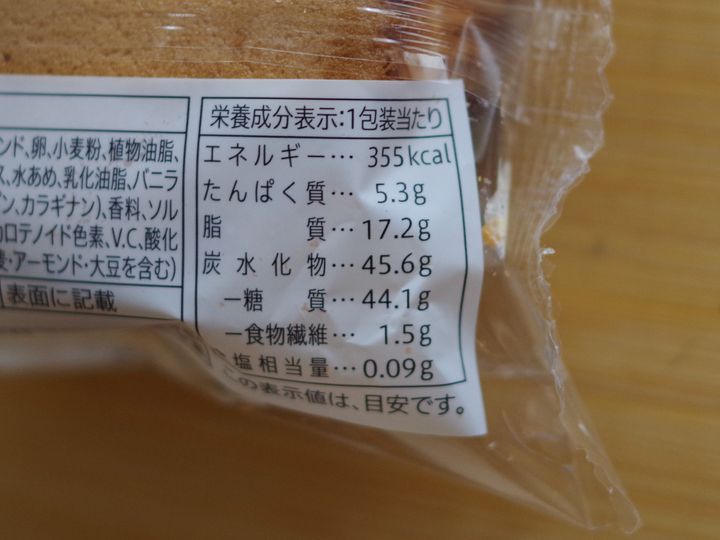 ンド、卵、小麦粉、植物油脂、
ス、水あめ、乳化油脂、バニラ
ン、カラギナン)、香料、ソル
カロテノイド色素、V.C、酸化
・アーモンド・大豆を含む)
表面に記載
栄養成分表示:1包装当たり
エネルギー… 355kcal
たんぱく質… 5.3g
脂 質… 17.2g
炭水化物… 45.6g
－糖 質… 44.1g
－食物繊維… 1.5g
塩相当量… 0.09g
この表示値は、目安です。